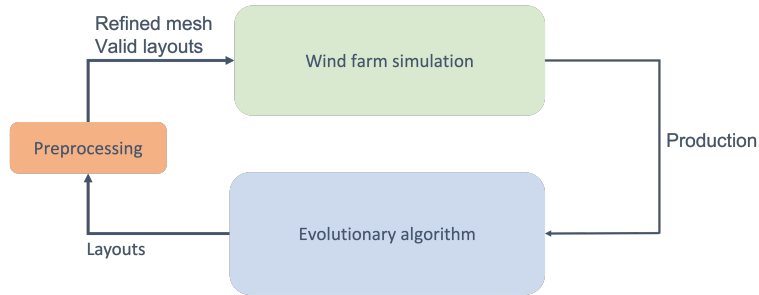 Refined mesh
Valid layouts
Wind farm simulation
Preprocessing
Production
Evolutionary algorithm
Layouts